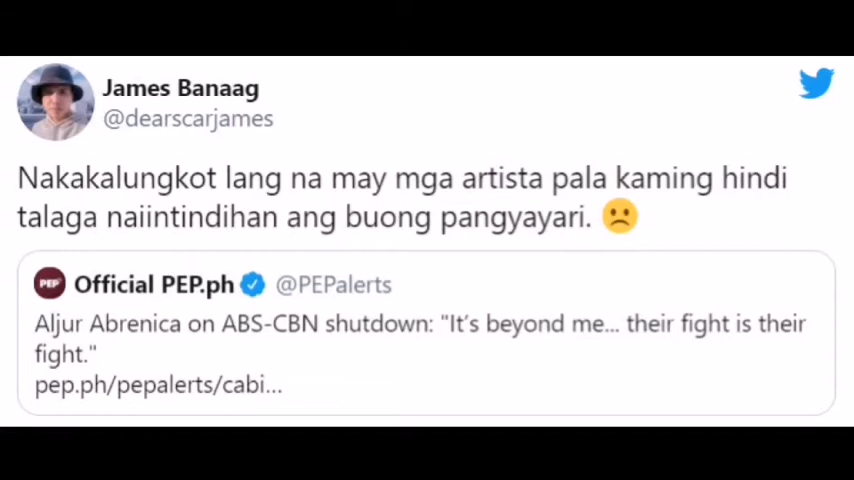 James Banaag
@dearscarjames
Nakakalungkot lang na may mga artista pala kaming hindi
talaga naiintindihan ang buong pangyayari. 🙁
PEP
Official PEP.ph @PEPalerts
Aljur Abrenica on ABS-CBN shutdown: "It's beyond me... their fight is their
fight."
pep.ph/pepalerts/cabi...